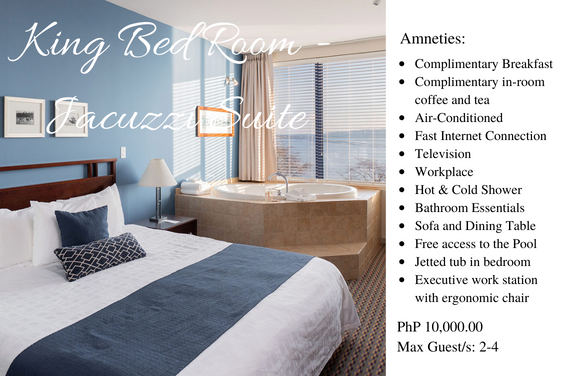 King Bed Room
Jacuzzi Suite
Amneties:
Complimentary Breakfast
Complimentary in-room
coffee and tea
Air-Conditioned
Fast Internet Connection
Television
Workplace
Hot & Cold Shower
Bathroom Essentials
Sofa and Dining Table
Free access to the Pool
Jetted tub in bedroom
Executive work station
with ergonomic chair
PhP 10,000.00
Max Guest/s: 2-4